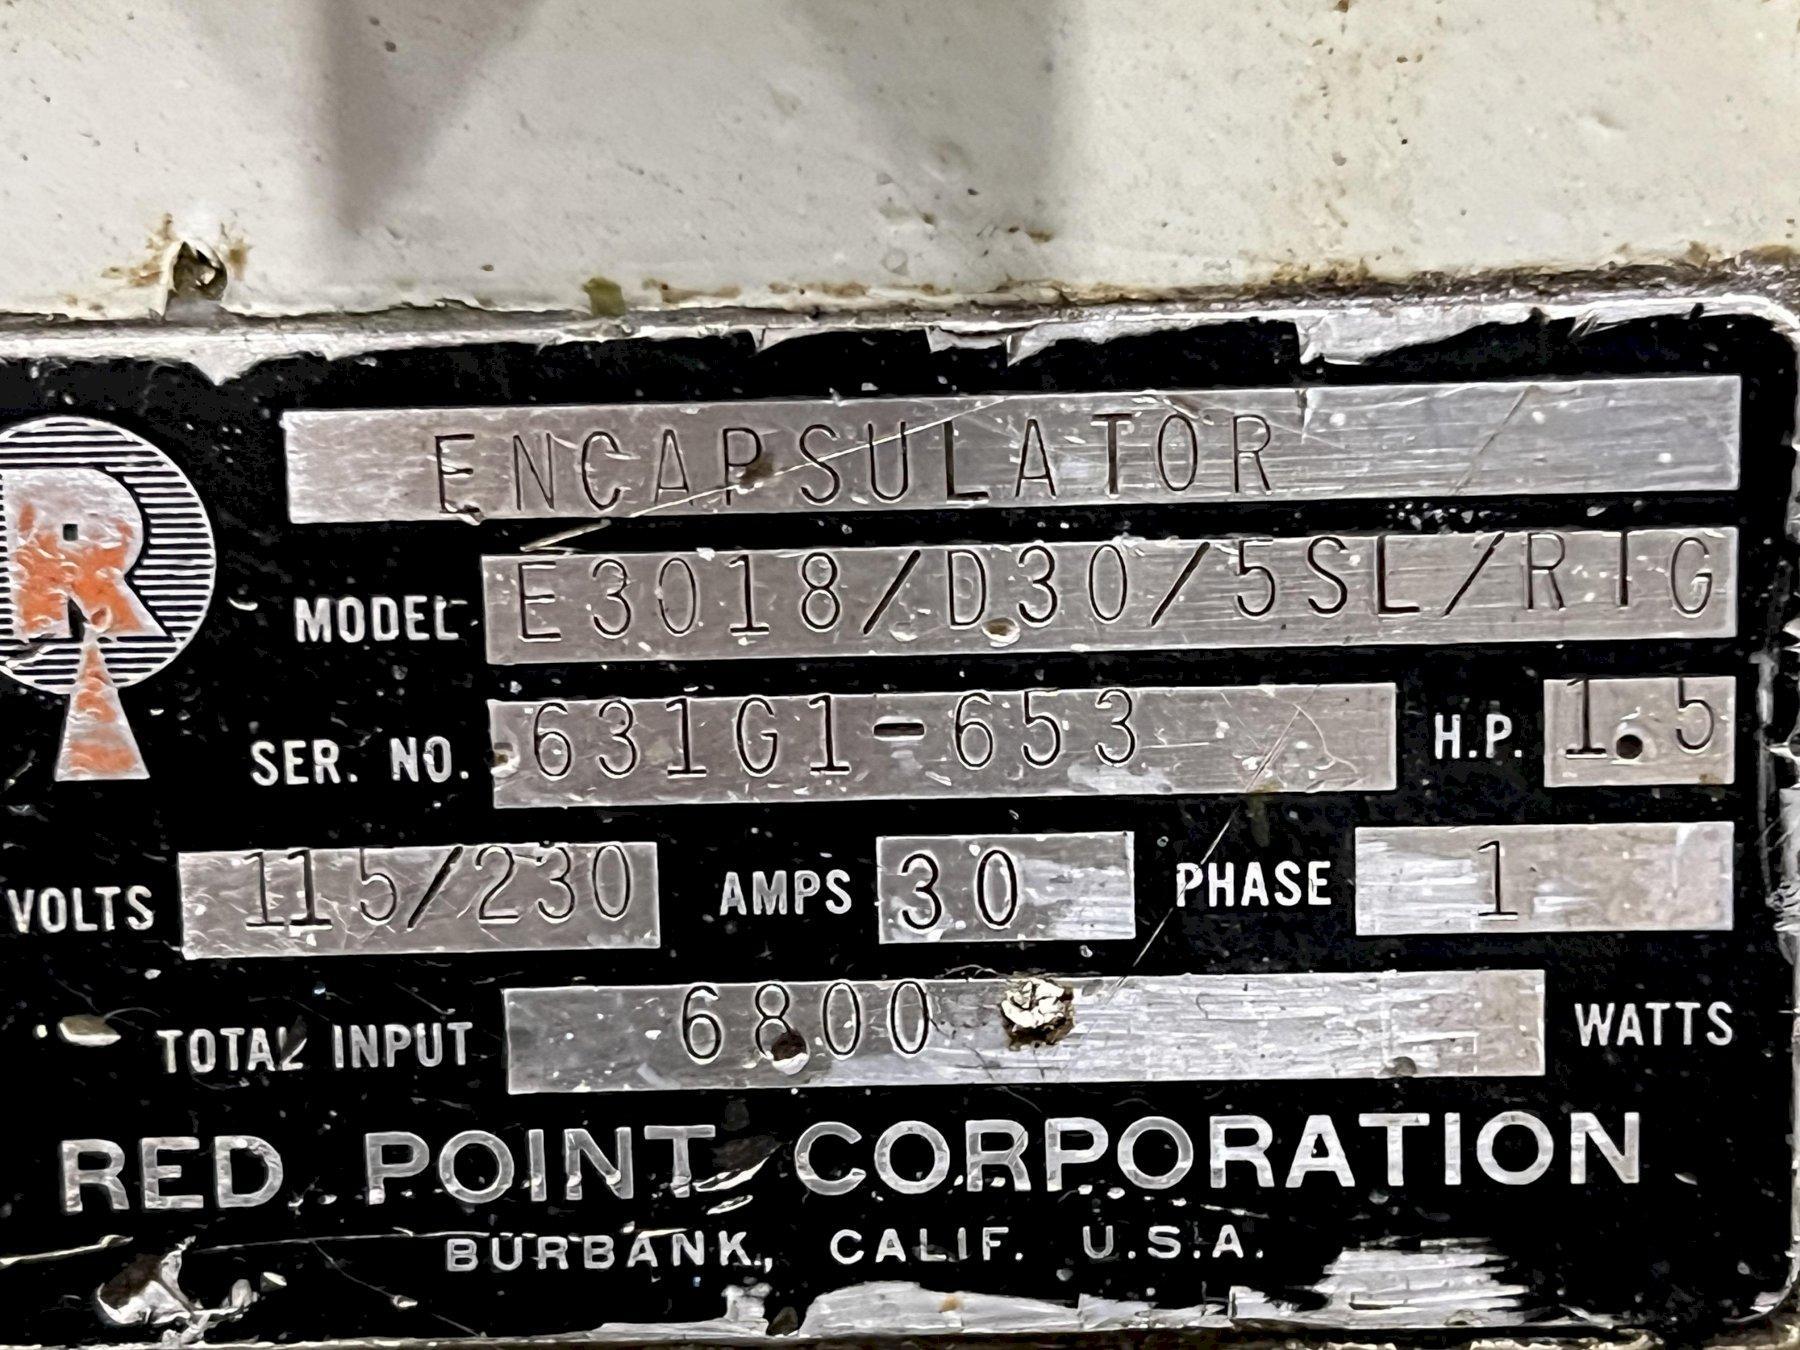 R
ENCAPSULATOR
MODEL E3018/D30/5SL/RTG
SER. NO. 631G1-653 H.P. 1.5
VOLTS 115/230 AMPS 30 PHASE 1
TOTAL INPUT 6800 WATTS
RED POINT CORPORATION
BURBANK, CALIF. U.S.A.